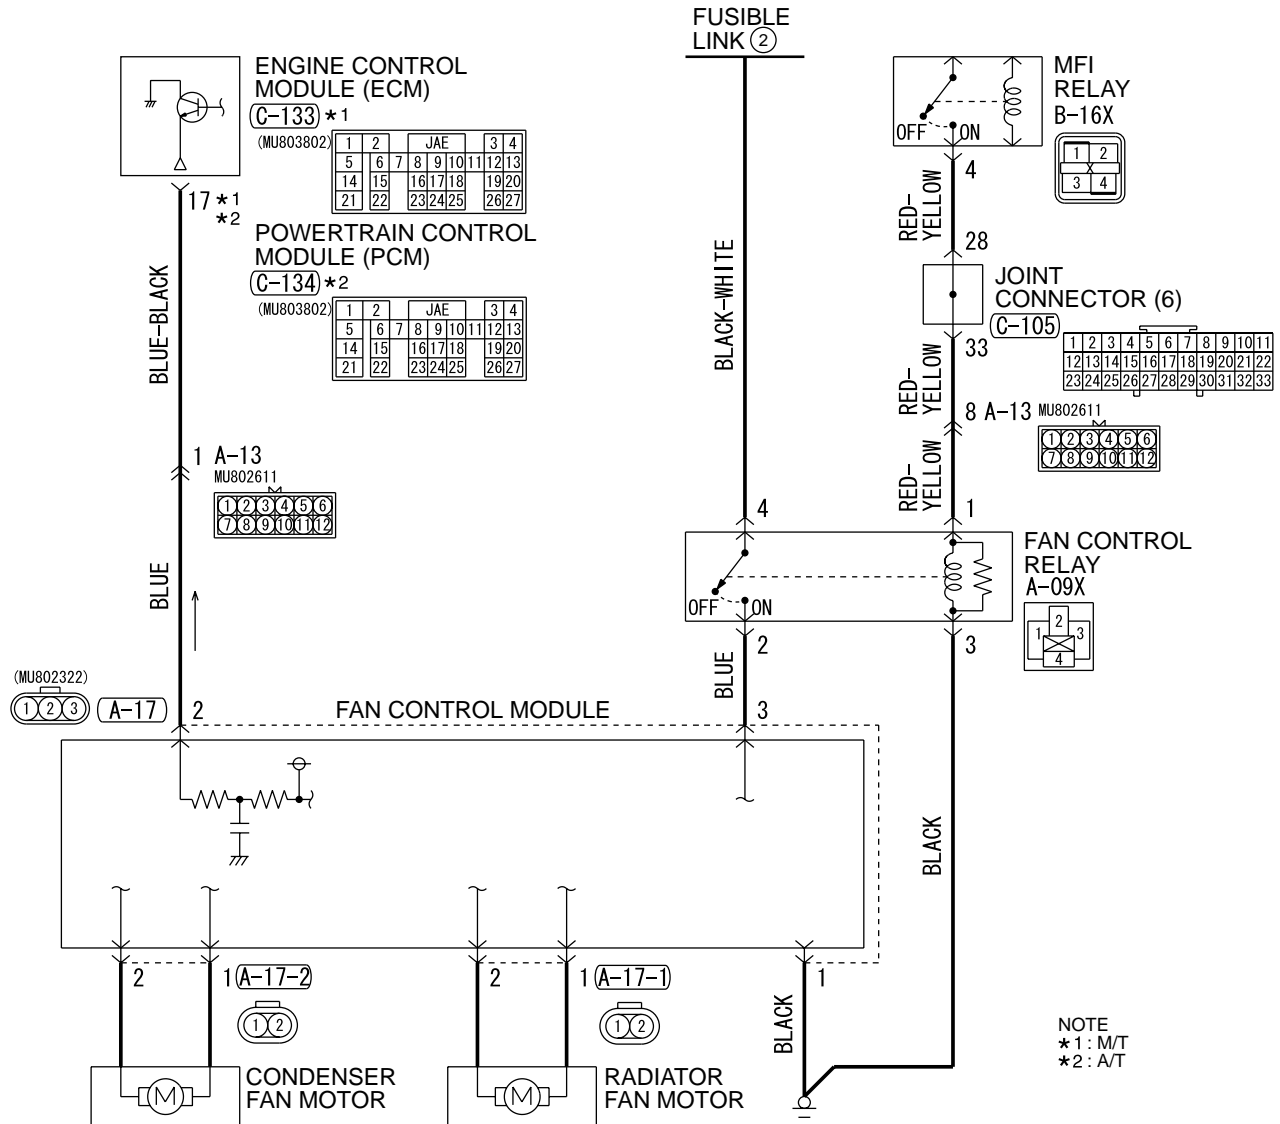 FUSIBLE
LINK 2
ENGINE CONTROL
MODULE (ECM)
C-133 *1
(MU803802)
1 2 JAE 3 4
5 6 7 8 9 10 11 12 13
14 15 16 17 18 19 20
21 22 23 24 25 26 27
17 *1
*2
POWERTRAIN CONTROL
MODULE (PCM)
C-134 *2
(MU803802)
1 2 JAE 3 4
5 6 7 8 9 10 11 12 13
14 15 16 17 18 19 20
21 22 23 24 25 26 27
BLUE-BLACK
1 A-13
MU802611
1 2 3 4 5 6
7 8 9 10 11 12
BLUE
BLACK-WHITE
MFI
RELAY
B-16X
1 2
X
3 4
OFF ON
4
RED-
YELLOW
28
JOINT
CONNECTOR (6)
C-105
1 2 3 4 5 6 7 8 9 10 11
12 13 14 15 16 17 18 19 20 21 22
23 24 25 26 27 28 29 30 31 32 33
33
RED-
YELLOW
8 A-13 MU802611
1 2 3 4 5 6
7 8 9 10 11 12
RED-
YELLOW
4
1
FAN CONTROL
RELAY
A-09X
2
1 3
4
OFF ON
2
3
BLUE
(MU802322)
1 2 3
A-17
2
FAN CONTROL MODULE
3
BLACK
2
1 A-17-2
1 2
2
1 A-17-1
1 2
1
BLACK
CONDENSER
FAN MOTOR
M
RADIATOR
FAN MOTOR
M
NOTE
*1 : M/T
*2 : A/T